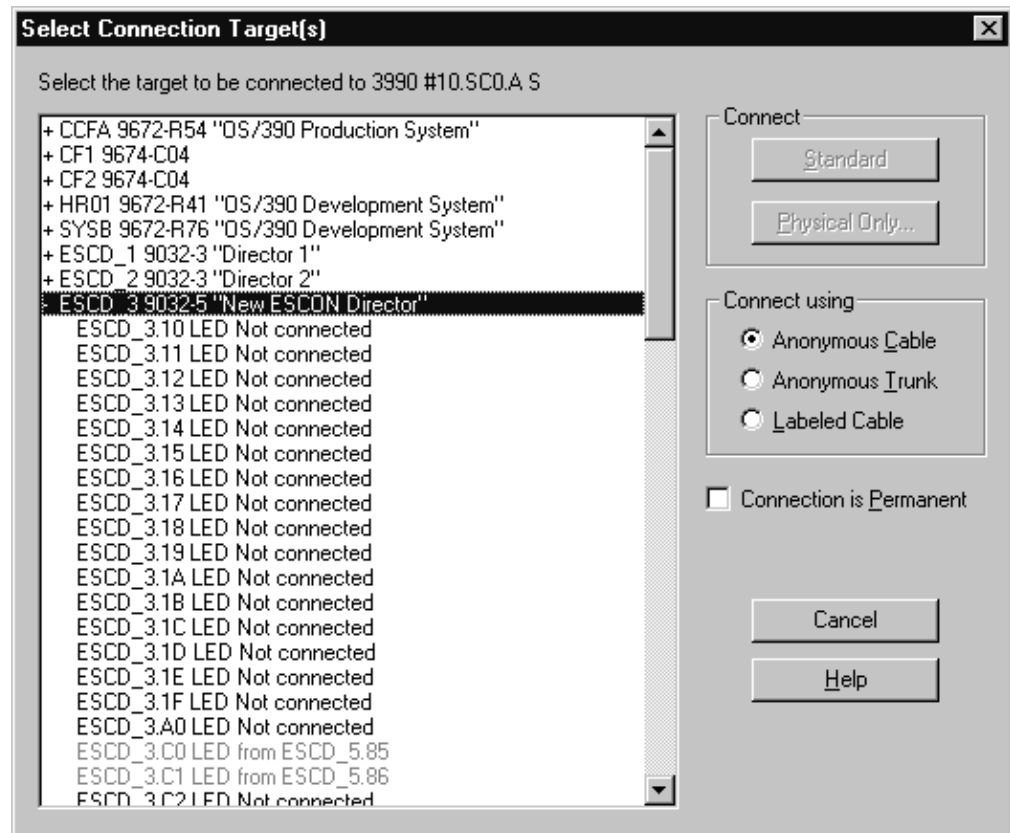 Select Connection Target(s)
Select the target to be connected to 3990 #10.SC0.A S
+ CCFA 9672-R54 "OS/390 Production System"
+ CF1 9674-C04
+ CF2 9674-C04
+ HR01 9672-R41 "OS/390 Development System"
+ SYSB 9672-R76 "OS/390 Development System"
+ ESCD_1 9032-3 "Director 1"
+ ESCD_2 9032-3 "Director 2"
- ESCD_3 9032-5 "New ESCON Director"
ESCD_3.10 LED Not connected
ESCD_3.11 LED Not connected
ESCD_3.12 LED Not connected
ESCD_3.13 LED Not connected
ESCD_3.14 LED Not connected
ESCD_3.15 LED Not connected
ESCD_3.16 LED Not connected
ESCD_3.17 LED Not connected
ESCD_3.18 LED Not connected
ESCD_3.19 LED Not connected
ESCD_3.1A LED Not connected
ESCD_3.1B LED Not connected
ESCD_3.1C LED Not connected
ESCD_3.1D LED Not connected
ESCD_3.1E LED Not connected
ESCD_3.1F LED Not connected
ESCD_3.A0 LED Not connected
ESCD_3.C0 LED from ESCD_5.85
ESCD_3.C1 LED from ESCD_5.86
ESCD_3.C2 LED Not connected
Connect
Standard
Physical Only...
Connect using
Anonymous Cable
Anonymous Trunk
Labeled Cable
Connection is Permanent
Cancel
Help